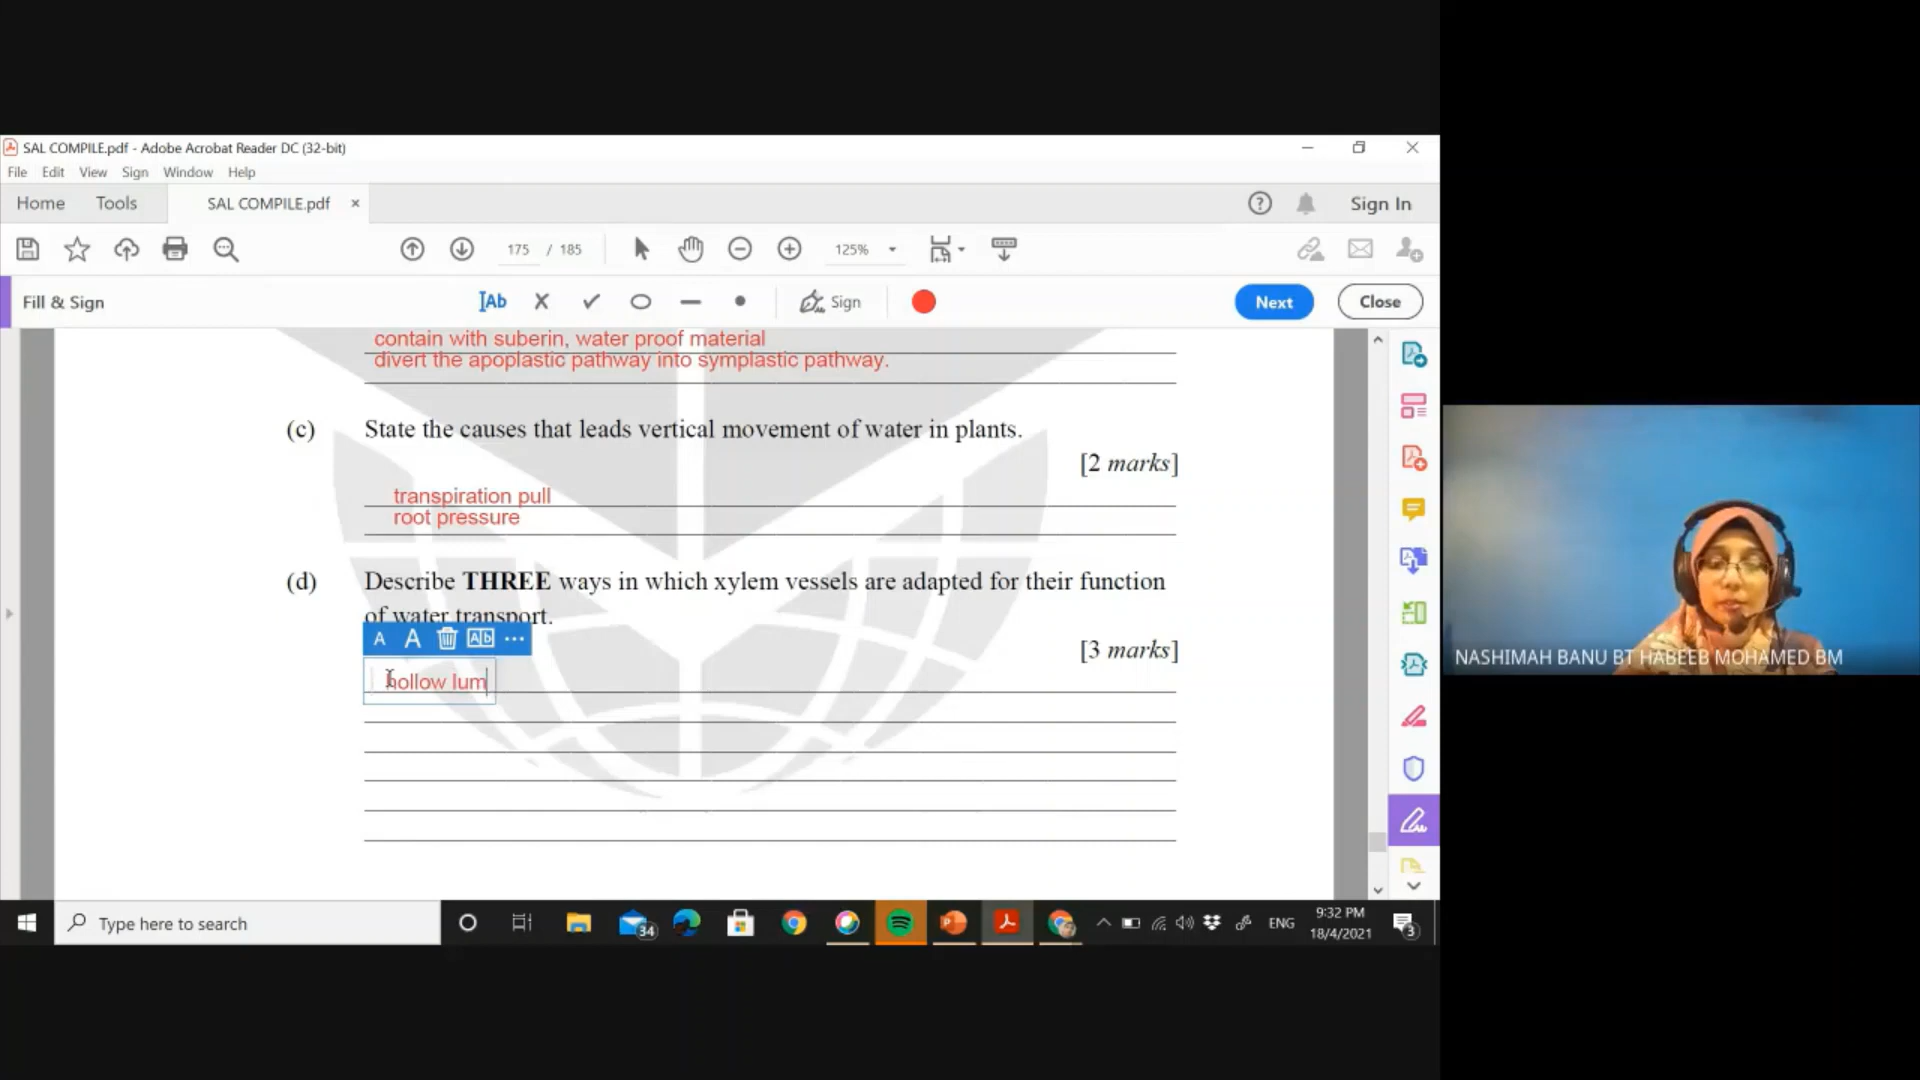 SAL COMPILE.pdf - Adobe Acrobat Reader DC (32-bit)
File Edit View Sign Window Help
Home Tools SAL COMPILE.pdf × Sign In
175 / 185 125%
Fill & Sign Ab Sign Next Close
contain with suberin, water proof material
divert the apoplastic pathway into symplastic pathway.
(c) State the causes that leads vertical movement of water in plants.
[2 marks]
transpiration pull
root pressure
(d) Describe THREE ways in which xylem vessels are adapted for their function
of water transport.
A A Ab ...
[3 marks]
hollow lum
NASHIMAH BANU BT HABEEB MOHAMED BM
Type here to search 34 ENG 9:32 PM
18/4/2021 3